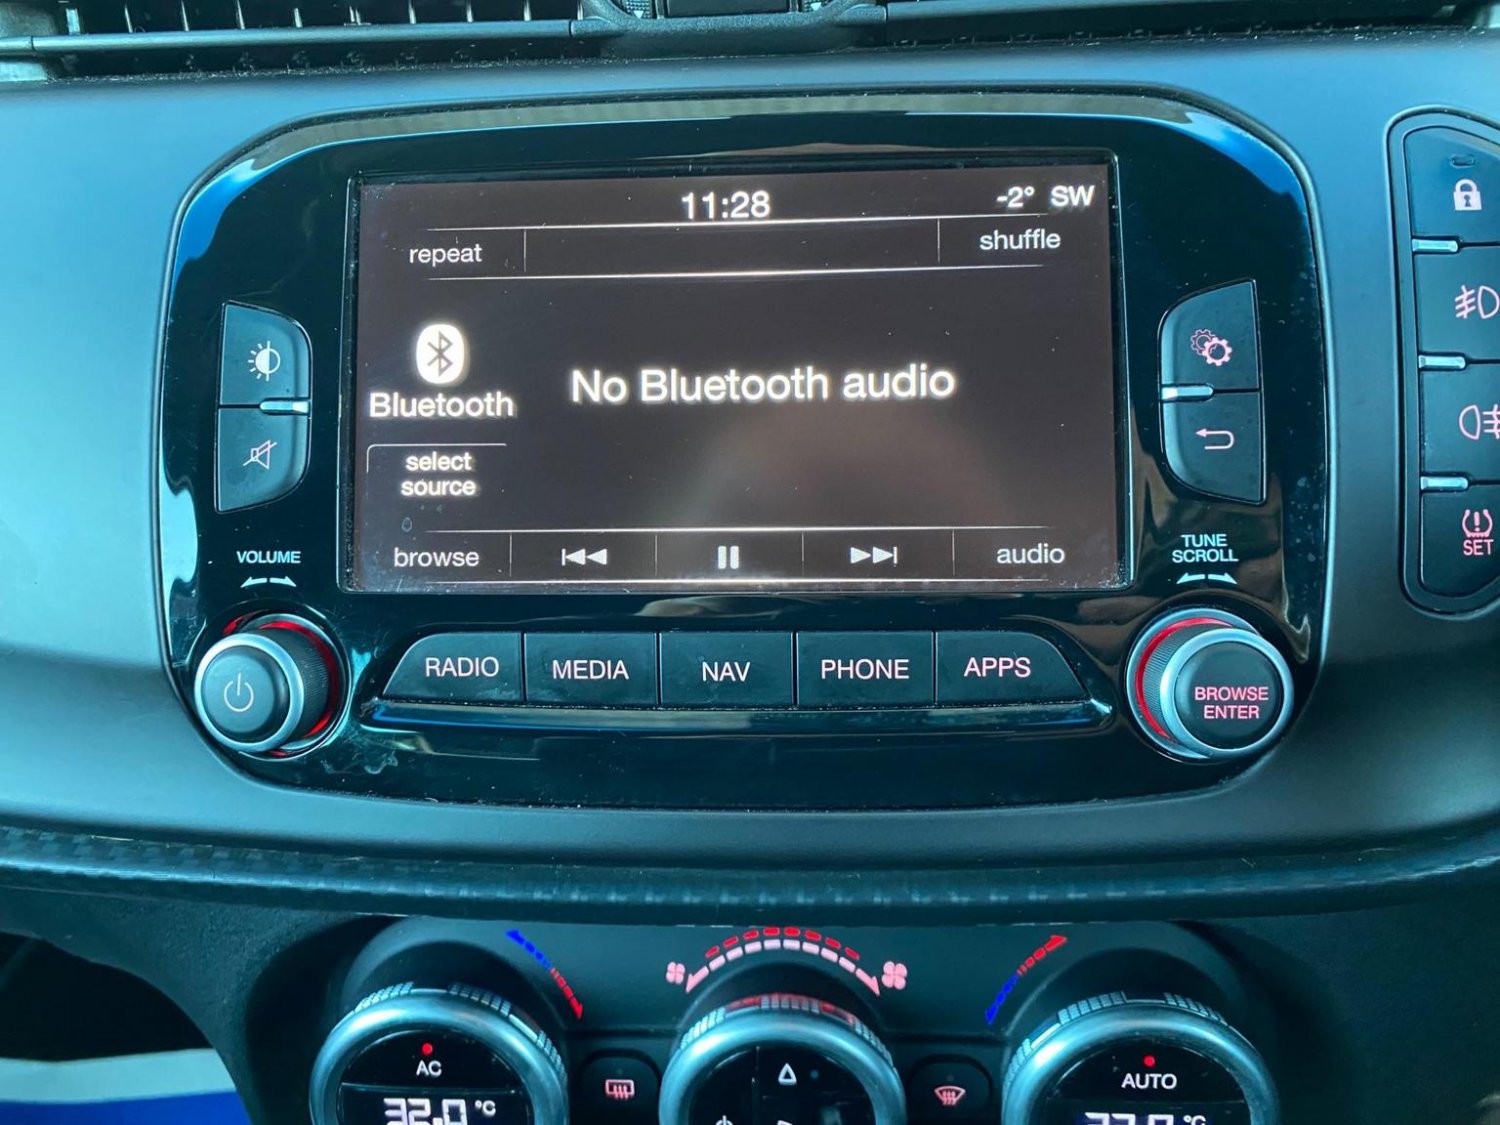 11:28
-2° SW
repeat
shuffle
Bluetooth
No Bluetooth audio
select
source
browse
audio
VOLUME
TUNE
SCROLL
SET
RADIO
MEDIA
NAV
PHONE
APPS
BROWSE
ENTER
AC
AUTO
°C
°C